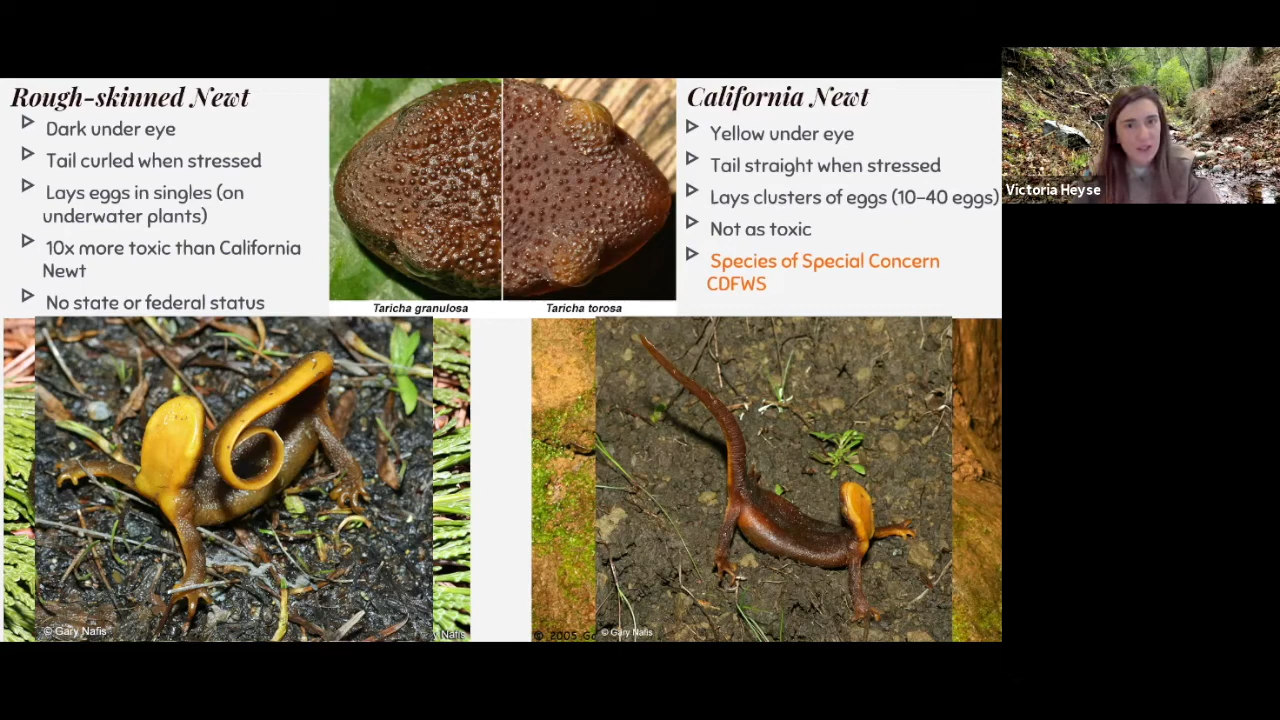 Rough-skinned Newt
Dark under eye
Tail curled when stressed
Lays eggs in singles (on
underwater plants)
10x more toxic than California
Newt
No state or federal status
Taricha granulosa
Taricha torosa
California Newt
Yellow under eye
Tail straight when stressed
Lays clusters of eggs (10–40 eggs)
Not as toxic
Species of Special Concern
CDFWS
Victoria Heyse
© Gary Nafis
y Nafis
© 2005 Ga
© Gary Nafis